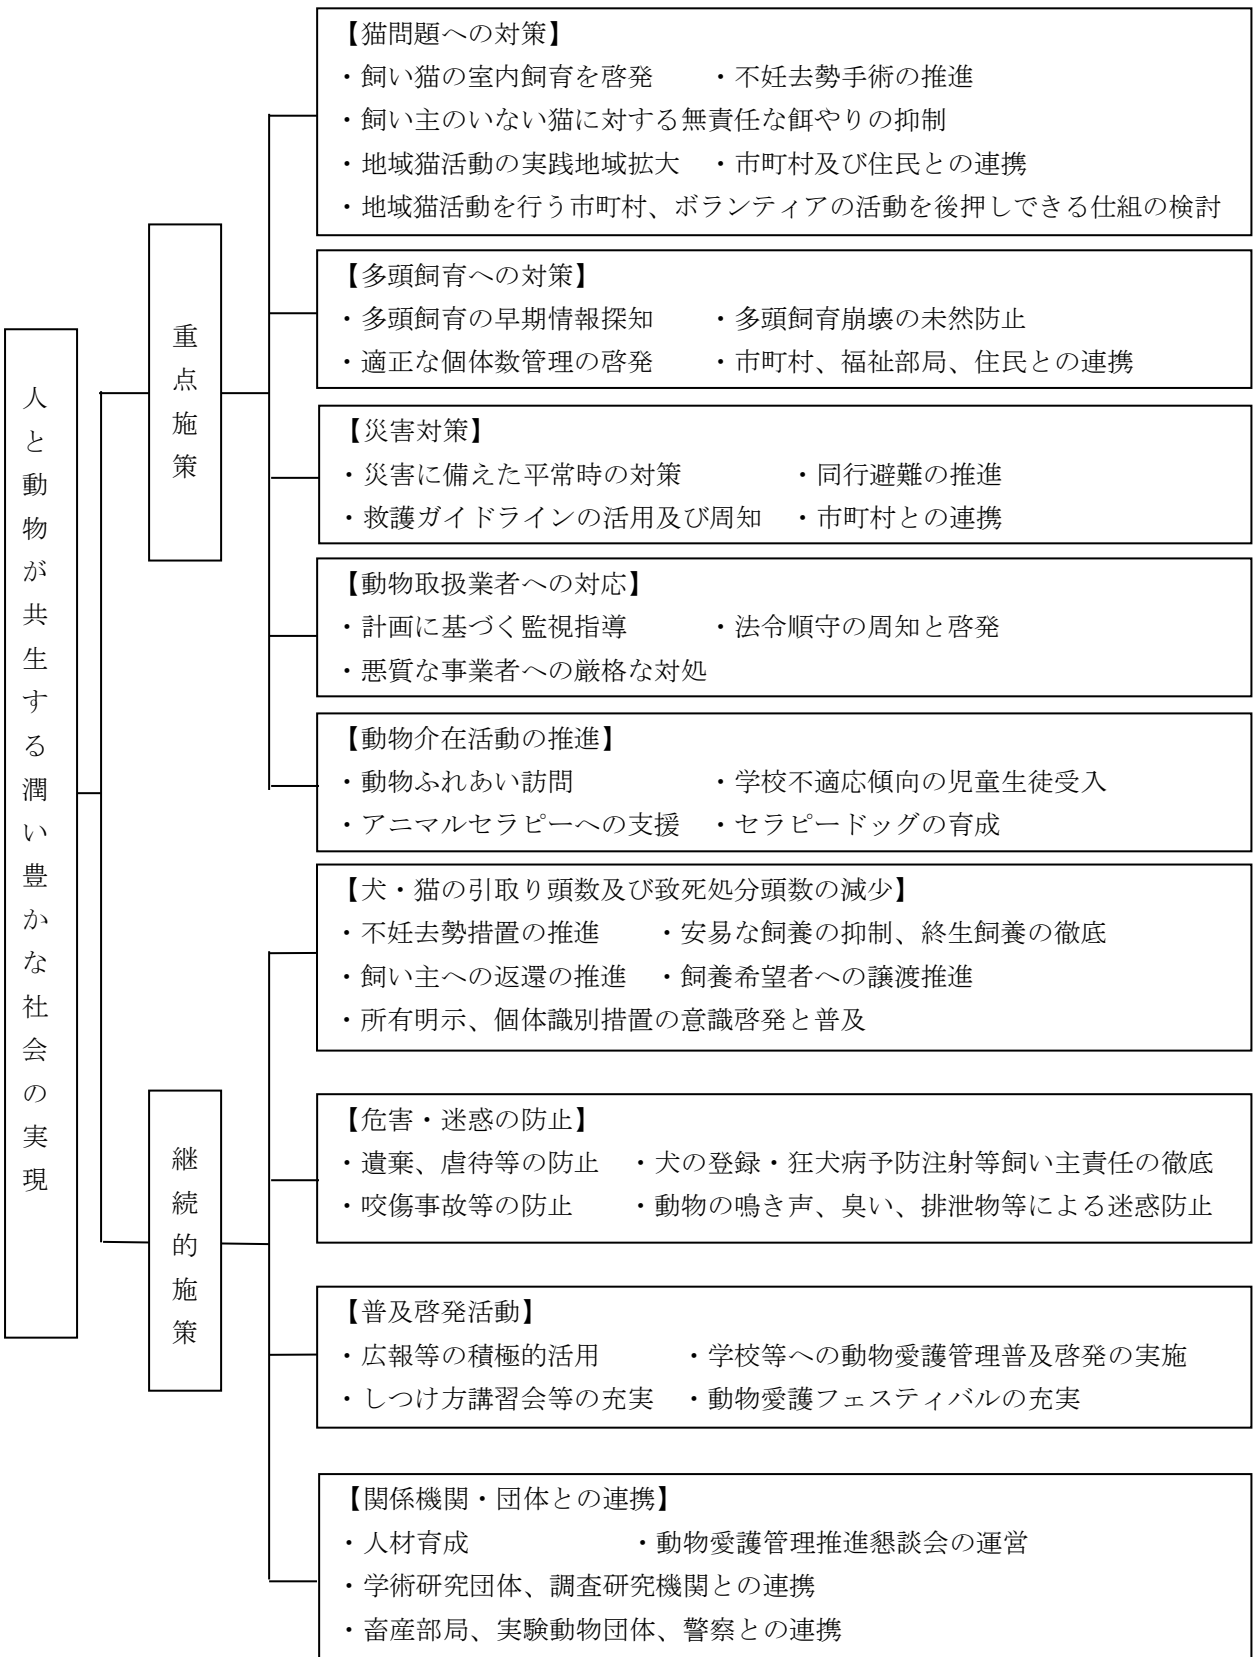 人と動物が共生する潤い豊かな社会の実現
重点施策
【猫問題への対策】
・飼い猫の室内飼育を啓発 ・不妊去勢手術の推進
・飼い主のいない猫に対する無責任な餌やりの抑制
・地域猫活動の実践地域拡大 ・市町村及び住民との連携
・地域猫活動を行う市町村、ボランティアの活動を後押しできる仕組の検討
【多頭飼育への対策】
・多頭飼育の早期情報探知 ・多頭飼育崩壊の未然防止
・適正な個体数管理の啓発 ・市町村、福祉部局、住民との連携
【災害対策】
・災害に備えた平常時の対策 ・同行避難の推進
・救護ガイドラインの活用及び周知 ・市町村との連携
【動物取扱業者への対応】
・計画に基づく監視指導 ・法令順守の周知と啓発
・悪質な事業者への厳格な対処
【動物介在活動の推進】
・動物ふれあい訪問 ・学校不適応傾向の児童生徒受入
・アニマルセラピーへの支援 ・セラピードッグの育成
継続的施策
【犬・猫の引取り頭数及び致死処分頭数の減少】
・不妊去勢措置の推進 ・安易な飼養の抑制、終生飼養の徹底
・飼い主への返還の推進 ・飼養希望者への譲渡推進
・所有明示、個体識別措置の意識啓発と普及
【危害・迷惑の防止】
・遺棄、虐待等の防止 ・犬の登録・狂犬病予防注射等飼い主責任の徹底
・咬傷事故等の防止 ・動物の鳴き声、臭い、排泄物等による迷惑防止
【普及啓発活動】
・広報等の積極的活用 ・学校等への動物愛護管理普及啓発の実施
・しつけ方講習会等の充実 ・動物愛護フェスティバルの充実
【関係機関・団体との連携】
・人材育成 ・動物愛護管理推進懇談会の運営
・学術研究団体、調査研究機関との連携
・畜産部局、実験動物団体、警察との連携